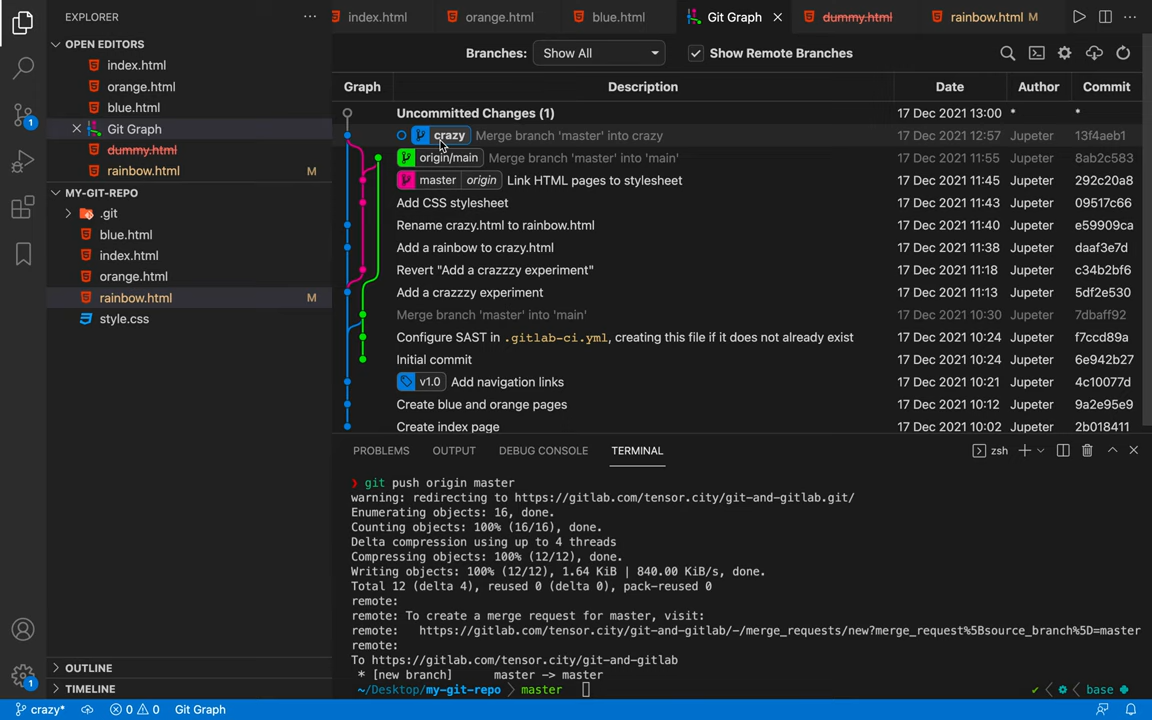 EXPLORER
index.html
orange.html
blue.html
Git Graph
dummy.html
rainbow.html M
OPEN EDITORS
index.html
orange.html
blue.html
Git Graph
dummy.html
rainbow.html M
MY-GIT-REPO
.git
blue.html
index.html
orange.html
rainbow.html M
style.css
OUTLINE
TIMELINE
1
1
Branches: Show All
Show Remote Branches
Graph Description Date Author Commit
Uncommitted Changes (1) 17 Dec 2021 13:00 * *
crazy Merge branch 'master' into crazy 17 Dec 2021 12:57 Jupeter 13f4aeb1
origin/main Merge branch 'master' into 'main' 17 Dec 2021 11:55 Jupeter 8ab2c583
master origin Link HTML pages to stylesheet 17 Dec 2021 11:45 Jupeter 292c20a8
Add CSS stylesheet 17 Dec 2021 11:43 Jupeter 09517c66
Rename crazy.html to rainbow.html 17 Dec 2021 11:40 Jupeter e59909ca
Add a rainbow to crazy.html 17 Dec 2021 11:38 Jupeter daaf3e7d
Revert "Add a crazzzy experiment" 17 Dec 2021 11:18 Jupeter c34b2bf6
Add a crazzzy experiment 17 Dec 2021 11:13 Jupeter 5df2e530
Merge branch 'master' into 'main' 17 Dec 2021 10:30 Jupeter 7dbaff92
Configure SAST in .gitlab-ci.yml, creating this file if it does not already exist 17 Dec 2021 10:24 Jupeter f7ccd89a
Initial commit 17 Dec 2021 10:24 Jupeter 6e942b27
v1.0 Add navigation links 17 Dec 2021 10:21 Jupeter 4c10077d
Create blue and orange pages 17 Dec 2021 10:12 Jupeter 9a2e95e9
Create index page 17 Dec 2021 10:02 Jupeter 2b018411
PROBLEMS OUTPUT DEBUG CONSOLE TERMINAL zsh
❯ git push origin master
warning: redirecting to https://gitlab.com/tensor.city/git-and-gitlab.git/
Enumerating objects: 16, done.
Counting objects: 100% (16/16), done.
Delta compression using up to 4 threads
Compressing objects: 100% (12/12), done.
Writing objects: 100% (12/12), 1.64 KiB | 840.00 KiB/s, done.
Total 12 (delta 4), reused 0 (delta 0), pack-reused 0
remote:
remote: To create a merge request for master, visit:
remote:   https://gitlab.com/tensor.city/git-and-gitlab/-/merge_requests/new?merge_request%5Bsource_branch%5D=master
remote:
To https://gitlab.com/tensor.city/git-and-gitlab
* [new branch] master -> master
~/Desktop/my-git-repo master base
crazy* 0 0 Git Graph